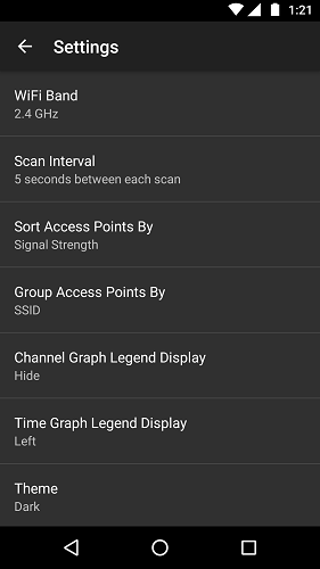 1:21
Settings
WiFi Band
2.4 GHz
Scan Interval
5 seconds between each scan
Sort Access Points By
Signal Strength
Group Access Points By
SSID
Channel Graph Legend Display
Hide
Time Graph Legend Display
Left
Theme
Dark